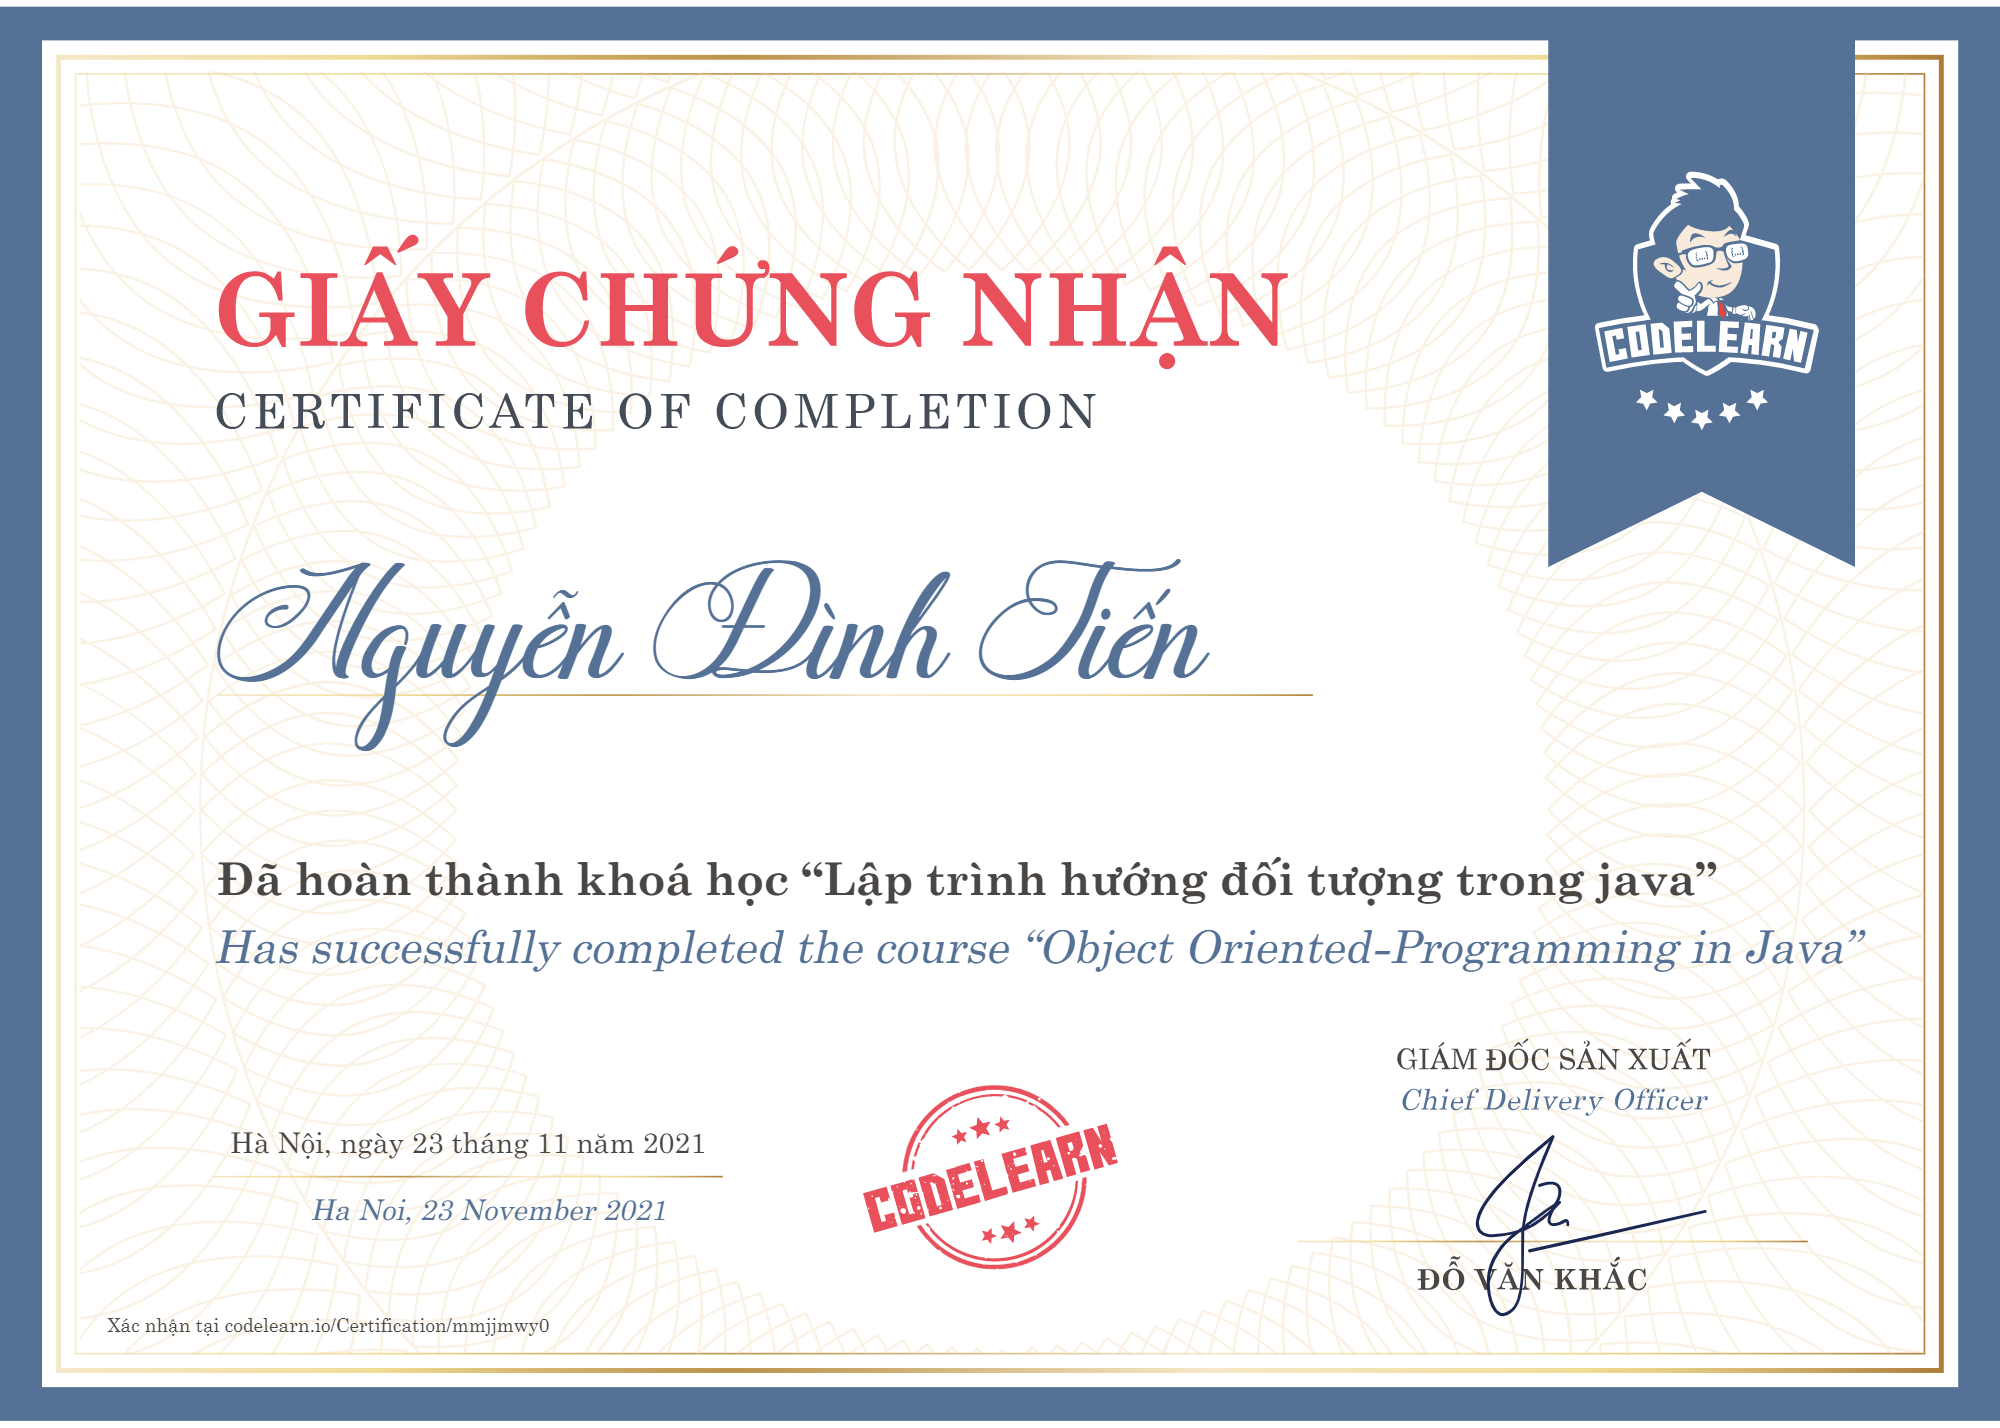 GIẤY CHỨNG NHẬN
CERTIFICATE OF COMPLETION
{...} {...}
CODELEARN
Nguyễn Đình Tiến
Đã hoàn thành khoá học “Lập trình hướng đối tượng trong java”
Has successfully completed the course “Object Oriented-Programming in Java”
GIÁM ĐỐC SẢN XUẤT
Chief Delivery Officer
Hà Nội, ngày 23 tháng 11 năm 2021
Ha Noi, 23 November 2021
CODELEARN
ĐỖ VĂN KHẮC
Xác nhận tại codelearn.io/Certification/mmjjmwy0